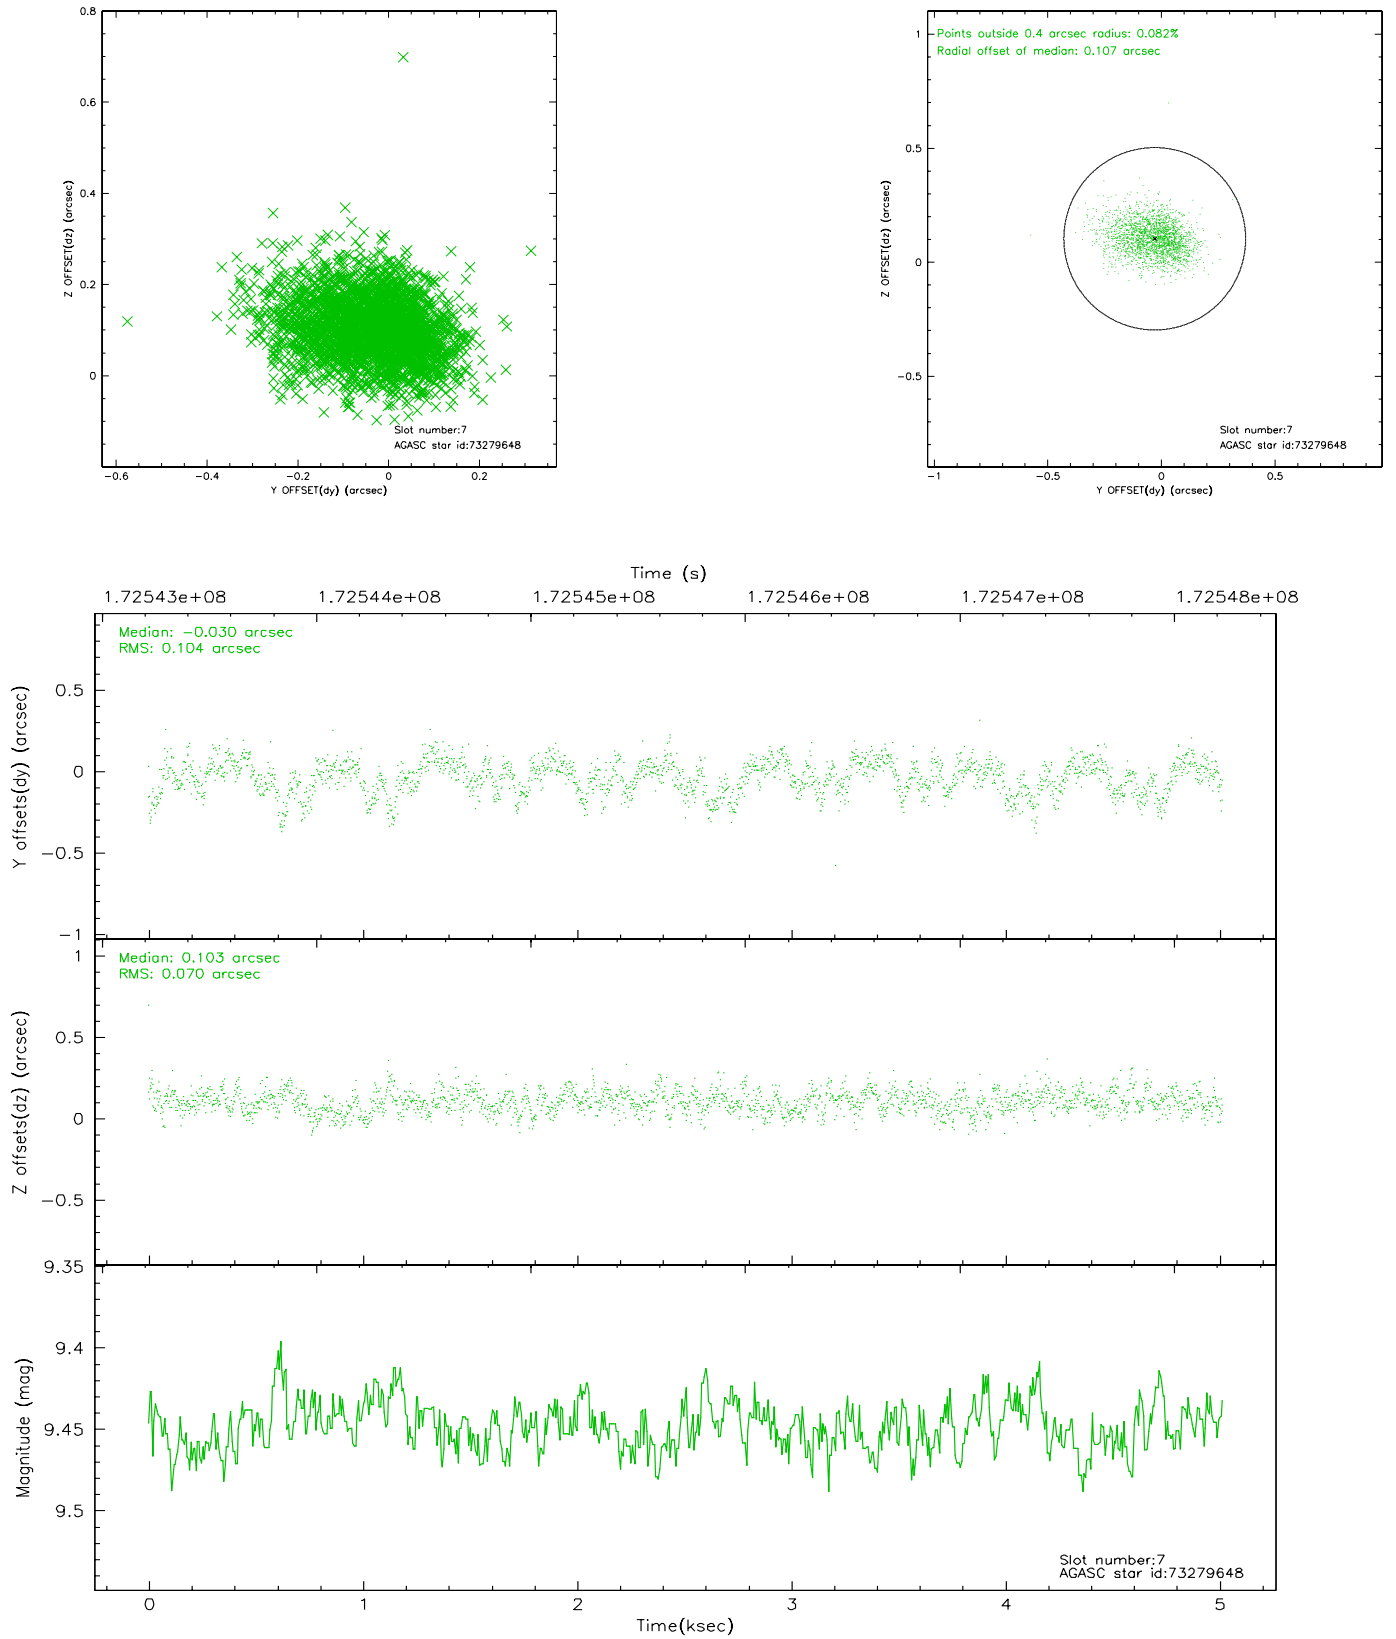 0.8
0.6
0.4
0.2
0
Z OFFSET(dz) (arcsec)
Slot number:7
AGASC star id:73279648
−0.6 −0.4 −0.2 0 0.2
Y OFFSET(dy) (arcsec)
Points outside 0.4 arcsec radius: 0.082%
Radial offset of median: 0.107 arcsec
1
0.5
0
−0.5
Z OFFSET(dz) (arcsec)
Slot number:7
AGASC star id:73279648
−1 −0.5 0 0.5
Y OFFSET(dy) (arcsec)
Time (s)
1.72543e+08 1.72544e+08 1.72545e+08 1.72546e+08 1.72547e+08 1.72548e+08
Median: −0.030 arcsec
RMS: 0.104 arcsec
0.5
0
−0.5
−1
Y offsets(dy) (arcsec)
Median: 0.103 arcsec
RMS: 0.070 arcsec
1
0.5
0
−0.5
Z offsets(dz) (arcsec)
9.35
9.4
9.45
9.5
Magnitude (mag)
Slot number:7
AGASC star id:73279648
0 1 2 3 4 5
Time(ksec)